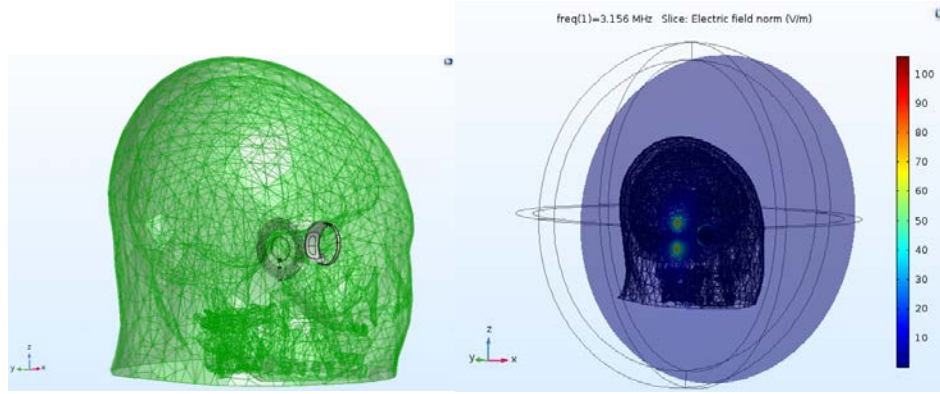 freq(1)=3.156 MHz   Slice: Electric field norm (V/m)
100
90
80
70
60
50
40
30
20
10
z
y x
z
y x